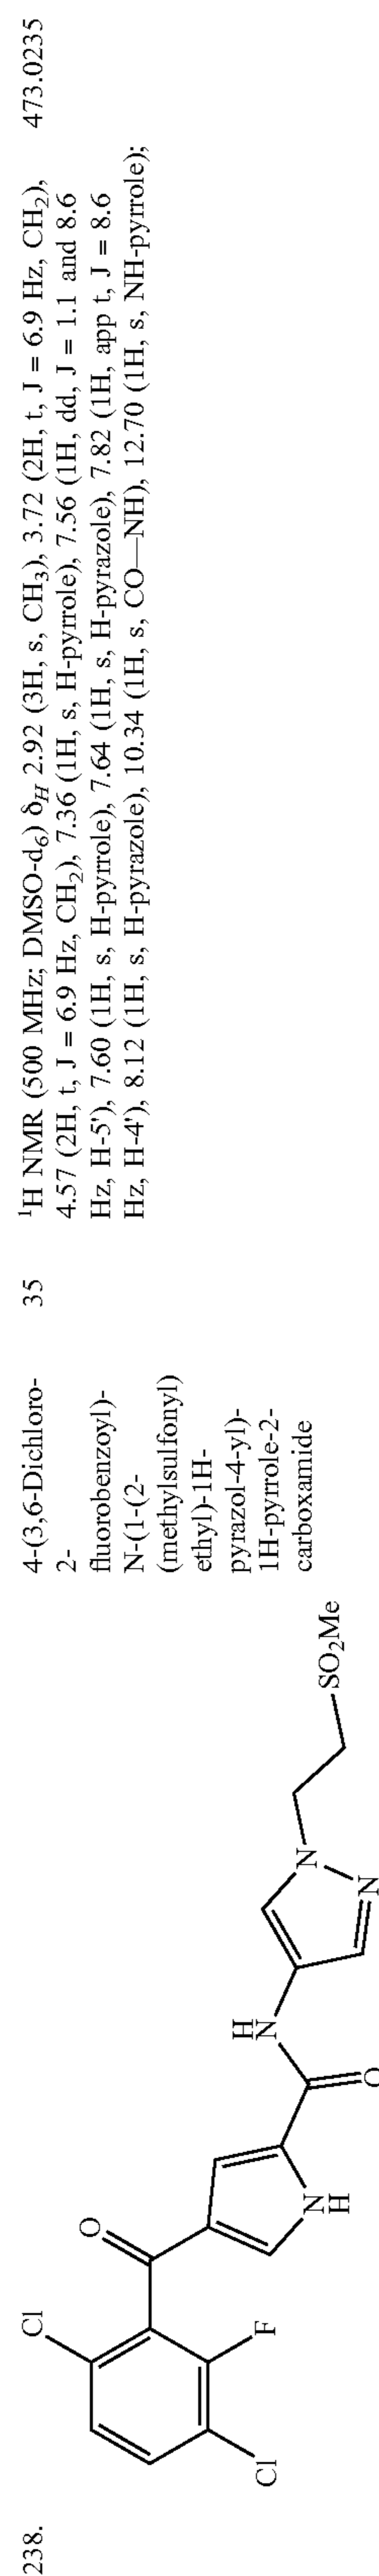 238.
Cl
O
F
Cl
N
H
O
H
N
N
N
SO₂Me
4-(3,6-Dichloro-
2-
fluorobenzoyl)-
N-(1-(2-
(methylsulfonyl)
ethyl)-1H-
pyrazol-4-yl)-
1H-pyrrole-2-
carboxamide
35
¹H NMR (500 MHz; DMSO-d₆) δ_H 2.92 (3H, s, CH₃), 3.72 (2H, t, J = 6.9 Hz, CH₂),
4.57 (2H, t, J = 6.9 Hz, CH₂), 7.36 (1H, s, H-pyrrole), 7.56 (1H, dd, J = 1.1 and 8.6
Hz, H-5'), 7.60 (1H, s, H-pyrrole), 7.64 (1H, s, H-pyrazole), 7.82 (1H, app t, J = 8.6
Hz, H-4'), 8.12 (1H, s, H-pyrazole), 10.34 (1H, s, CO—NH), 12.70 (1H, s, NH-pyrrole);
473.0235